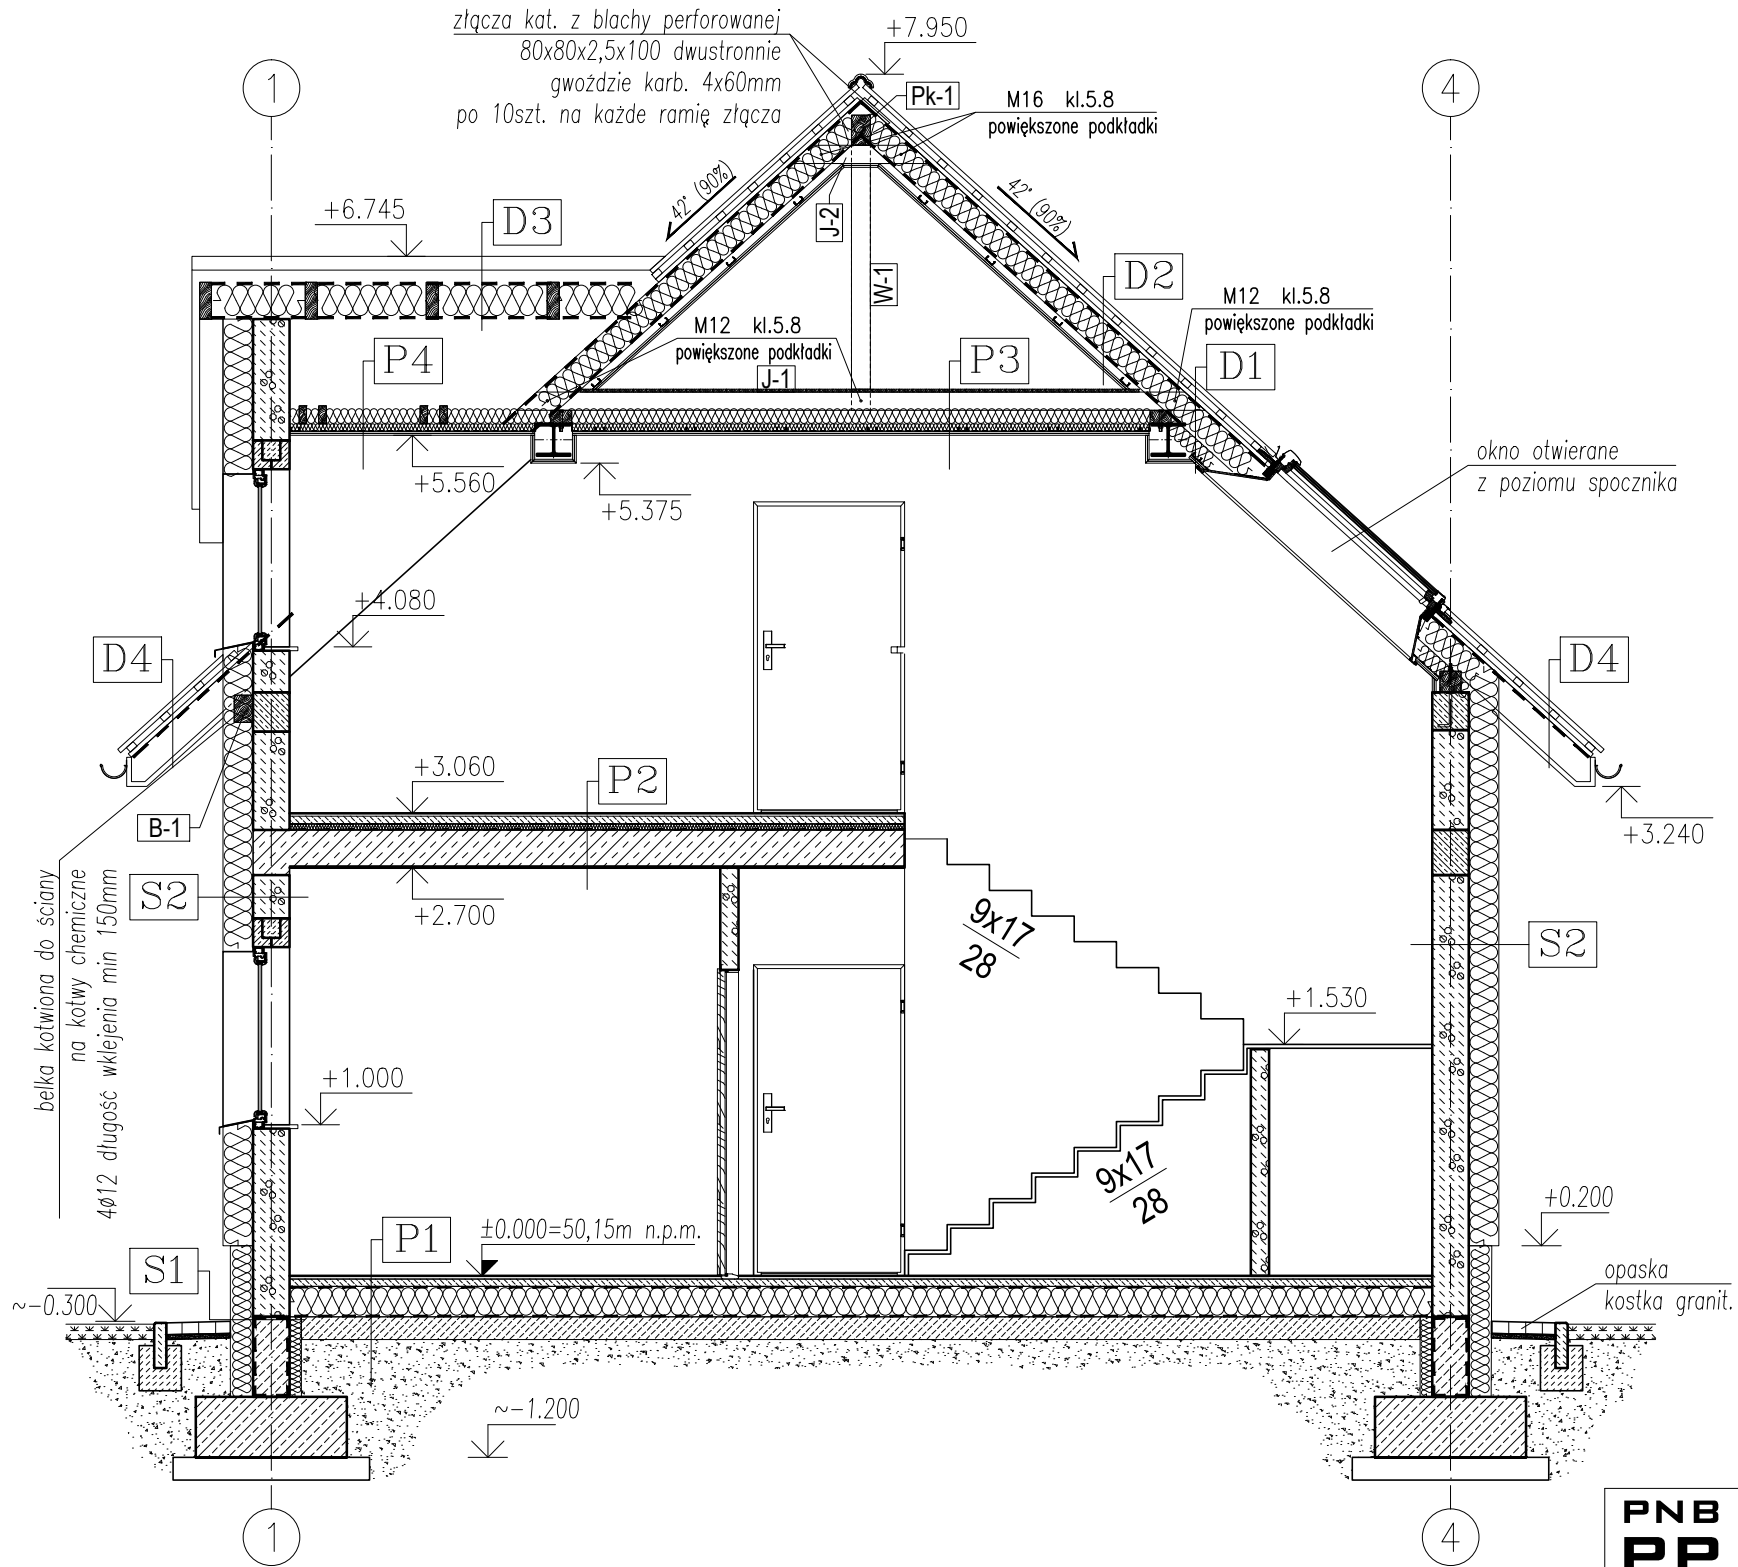 złącza kat. z blachy perforowanej
80x80x2,5x100 dwustronnie
gwoździe karb. 4x60mm
po 10szt. na każde ramię złącza
+7.950
1
4
Pk-1
M16 kl.5.8
powiększone podkładki
42° (90%)
42° (90%)
+6.745
D3
J-2
W-1
D2
M12 kl.5.8
powiększone podkładki
M12 kl.5.8
powiększone podkładki
P4
J-1
P3
D1
+5.560
+5.375
okno otwierane
z poziomu spocznika
+4.080
D4
D4
+3.060
P2
B-1
+3.240
belka kotwiona do ściany
na kotwy chemiczne
4ø12 długość wklejenia min 150mm
S2
+2.700
9x17
28
S2
+1.530
+1.000
9x17
28
+0.200
P1
±0.000=50,15m n.p.m.
S1
~-0.300
opaska
kostka granit.
~-1.200
1
4
PNB
PP